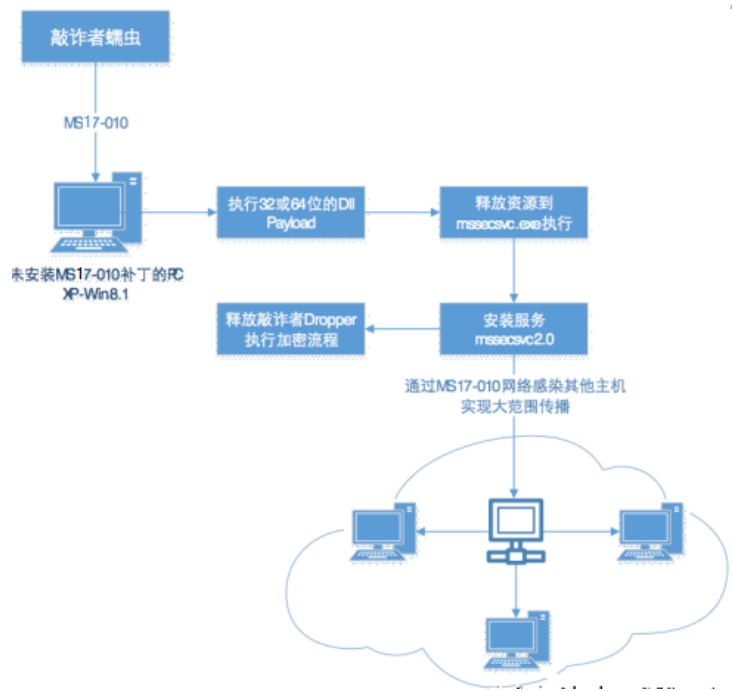 敲诈者蠕虫
MS17-010
未安装MS17-010补丁的PC
XP-Win8.1
执行32或64位的Dll
Payload
释放资源到
mssecsvc.exe执行
释放敲诈者Dropper
执行加密流程
安装服务
mssecsvc2.0
通过MS17-010网络感染其他主机
实现大范围传播